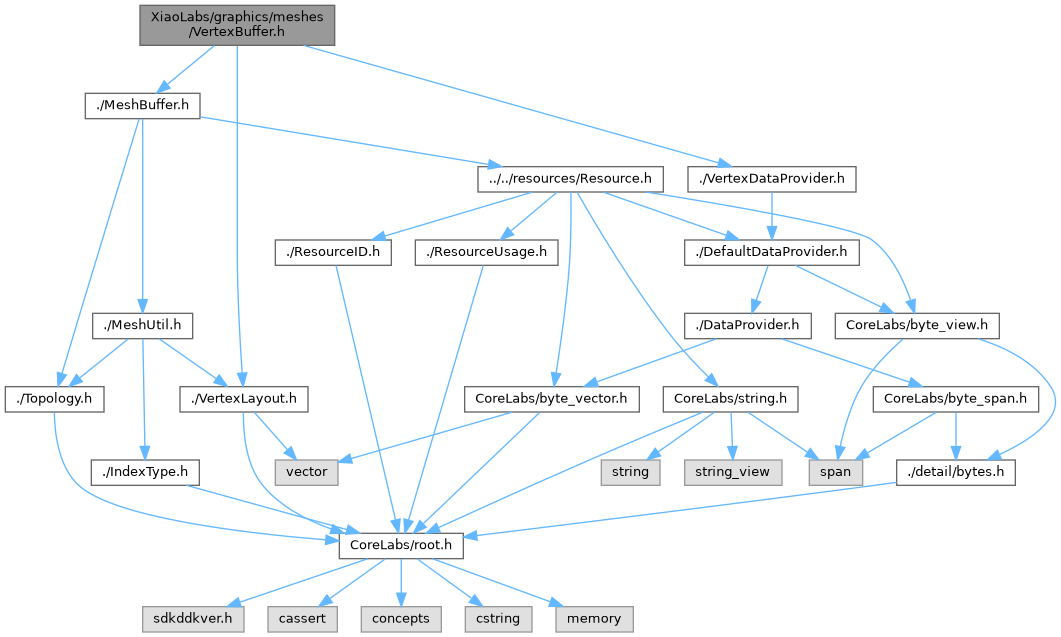 XiaoLabs/graphics/meshes
/VertexBuffer.h
./MeshBuffer.h
../../resources/Resource.h
./VertexDataProvider.h
./ResourceID.h
./ResourceUsage.h
./DefaultDataProvider.h
./MeshUtil.h
./DataProvider.h
CoreLabs/byte_view.h
./Topology.h
./VertexLayout.h
CoreLabs/byte_vector.h
CoreLabs/string.h
CoreLabs/byte_span.h
./IndexType.h
vector
string
string_view
span
./detail/bytes.h
CoreLabs/root.h
sdkddkver.h
cassert
concepts
cstring
memory